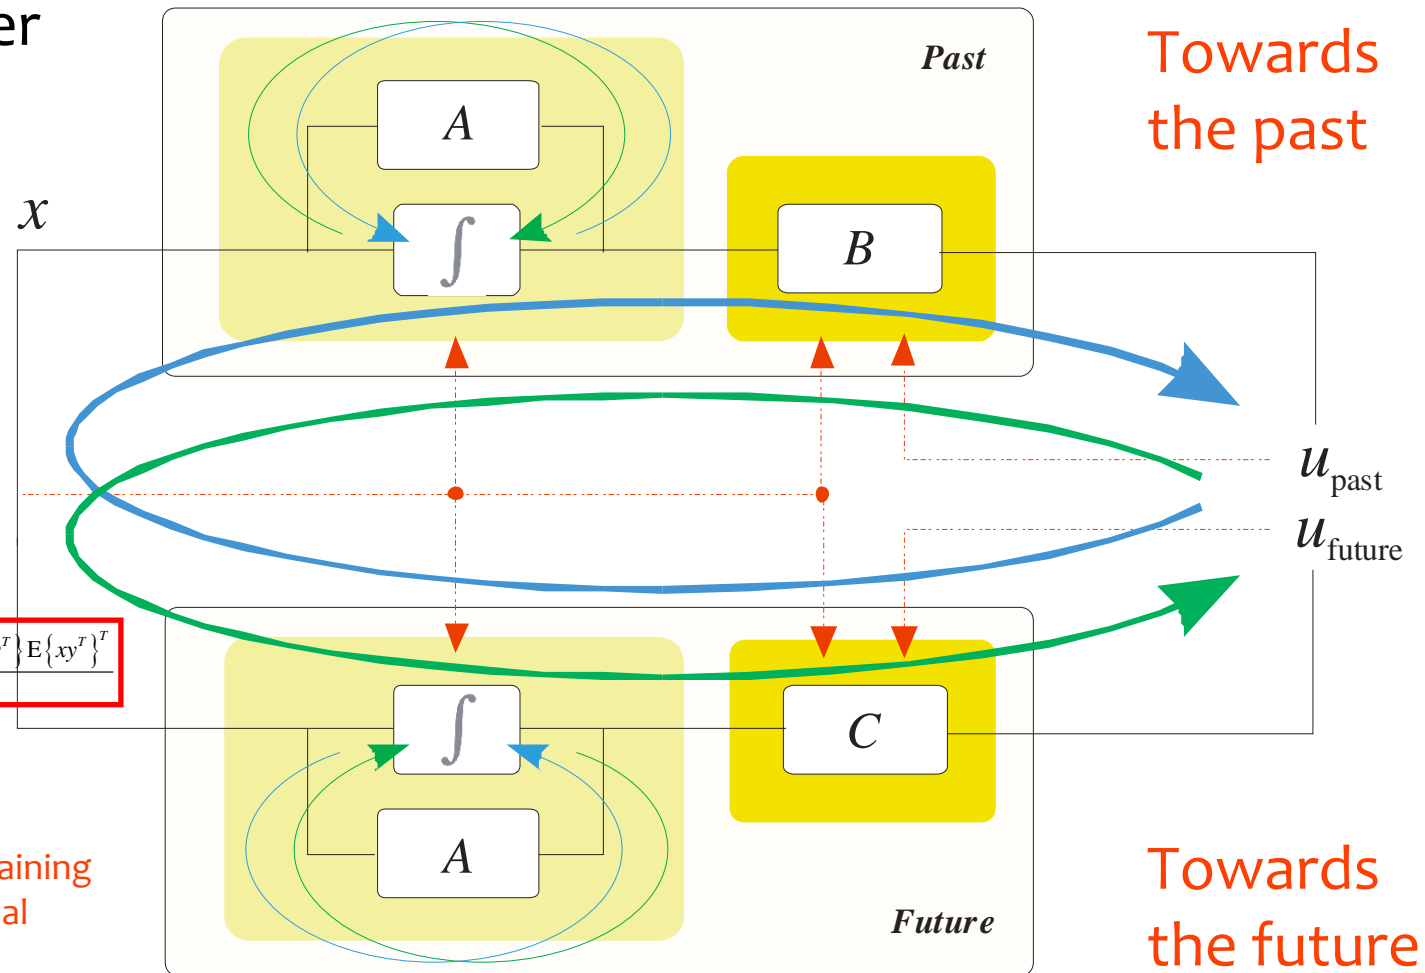 er
Past
Towards
the past
A
x
∫
B
u_past
u_future
T}E{xy^T}^T
∫
C
A
aining
al
Future
Towards
the future